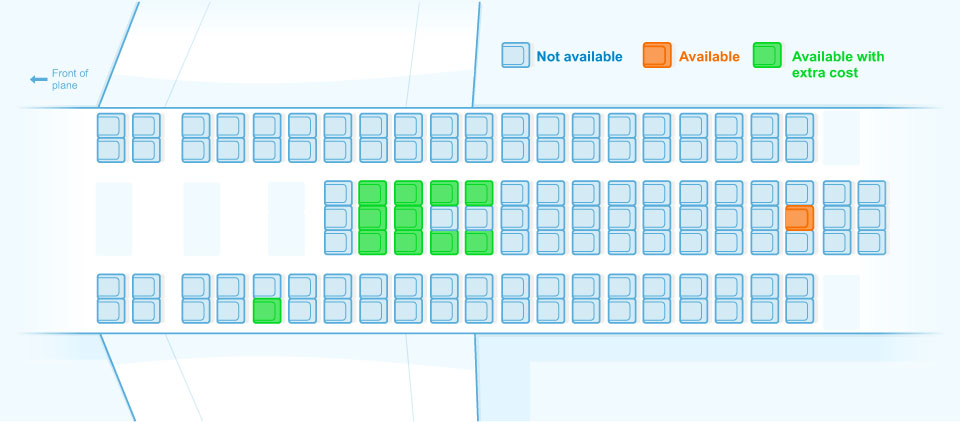 Front of
plane
Not available
Available
Available with
extra cost